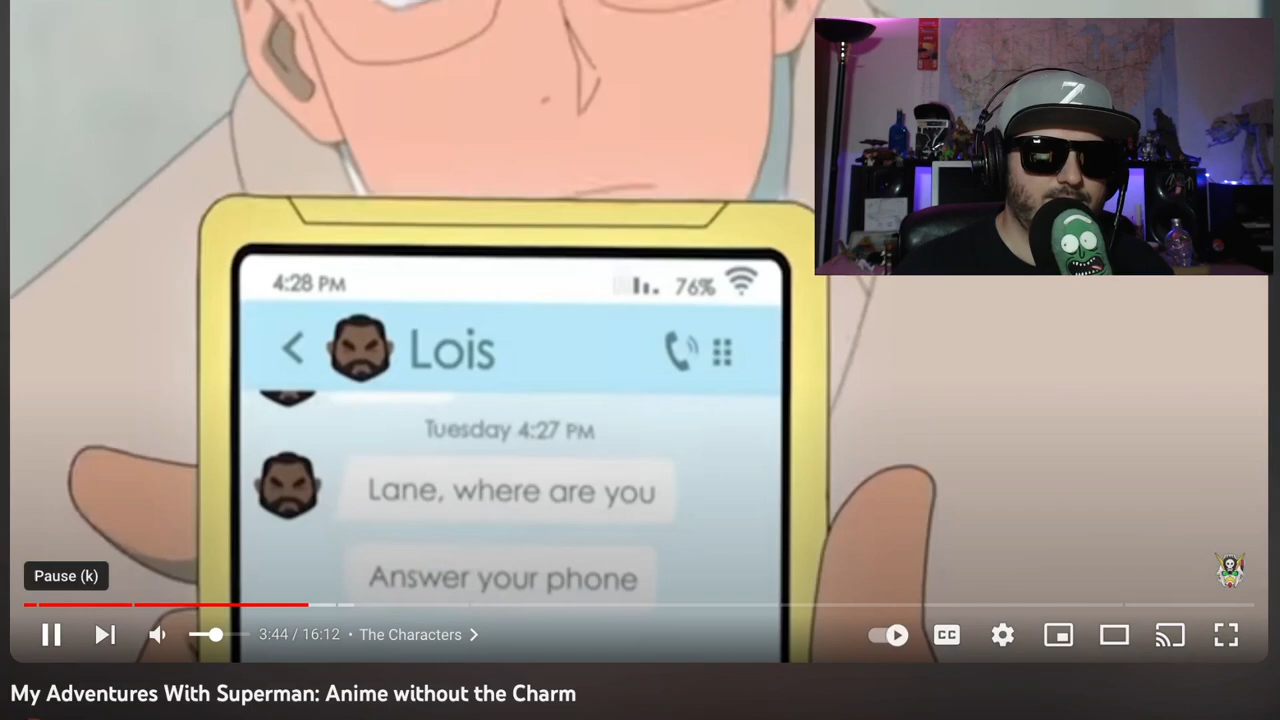 Z
4:28 PM
76%
Lois
Tuesday 4:27 PM
Lane, where are you
Answer your phone
Pause (k)
3:44 / 16:12 • The Characters >
CC
My Adventures With Superman: Anime without the Charm